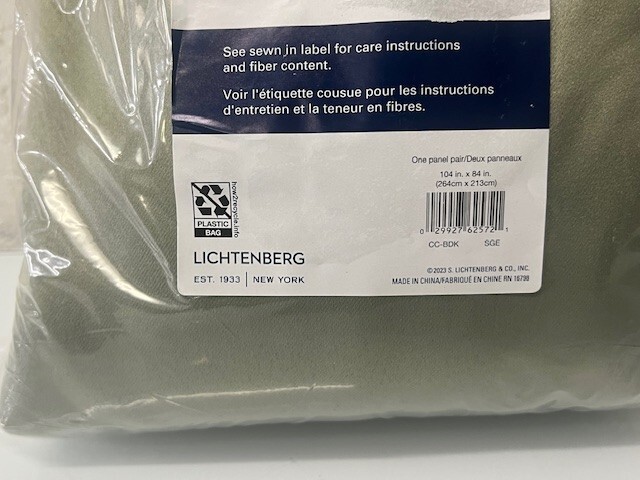 See sewn in label for care instructions
and fiber content.
Voir l'étiquette cousue pour les instructions
d'entretien et la teneur en fibres.
One panel pair/Deux panneaux
104 in. x 84 in.
(264cm x 213cm)
how2recycle.info
PLASTIC
BAG
0 29927 62572 1
CC-BDK SGE
LICHTENBERG
EST. 1933 | NEW YORK
©2023 S. LICHTENBERG & CO., INC.
MADE IN CHINA/FABRIQUÉ EN CHINE RN 16799